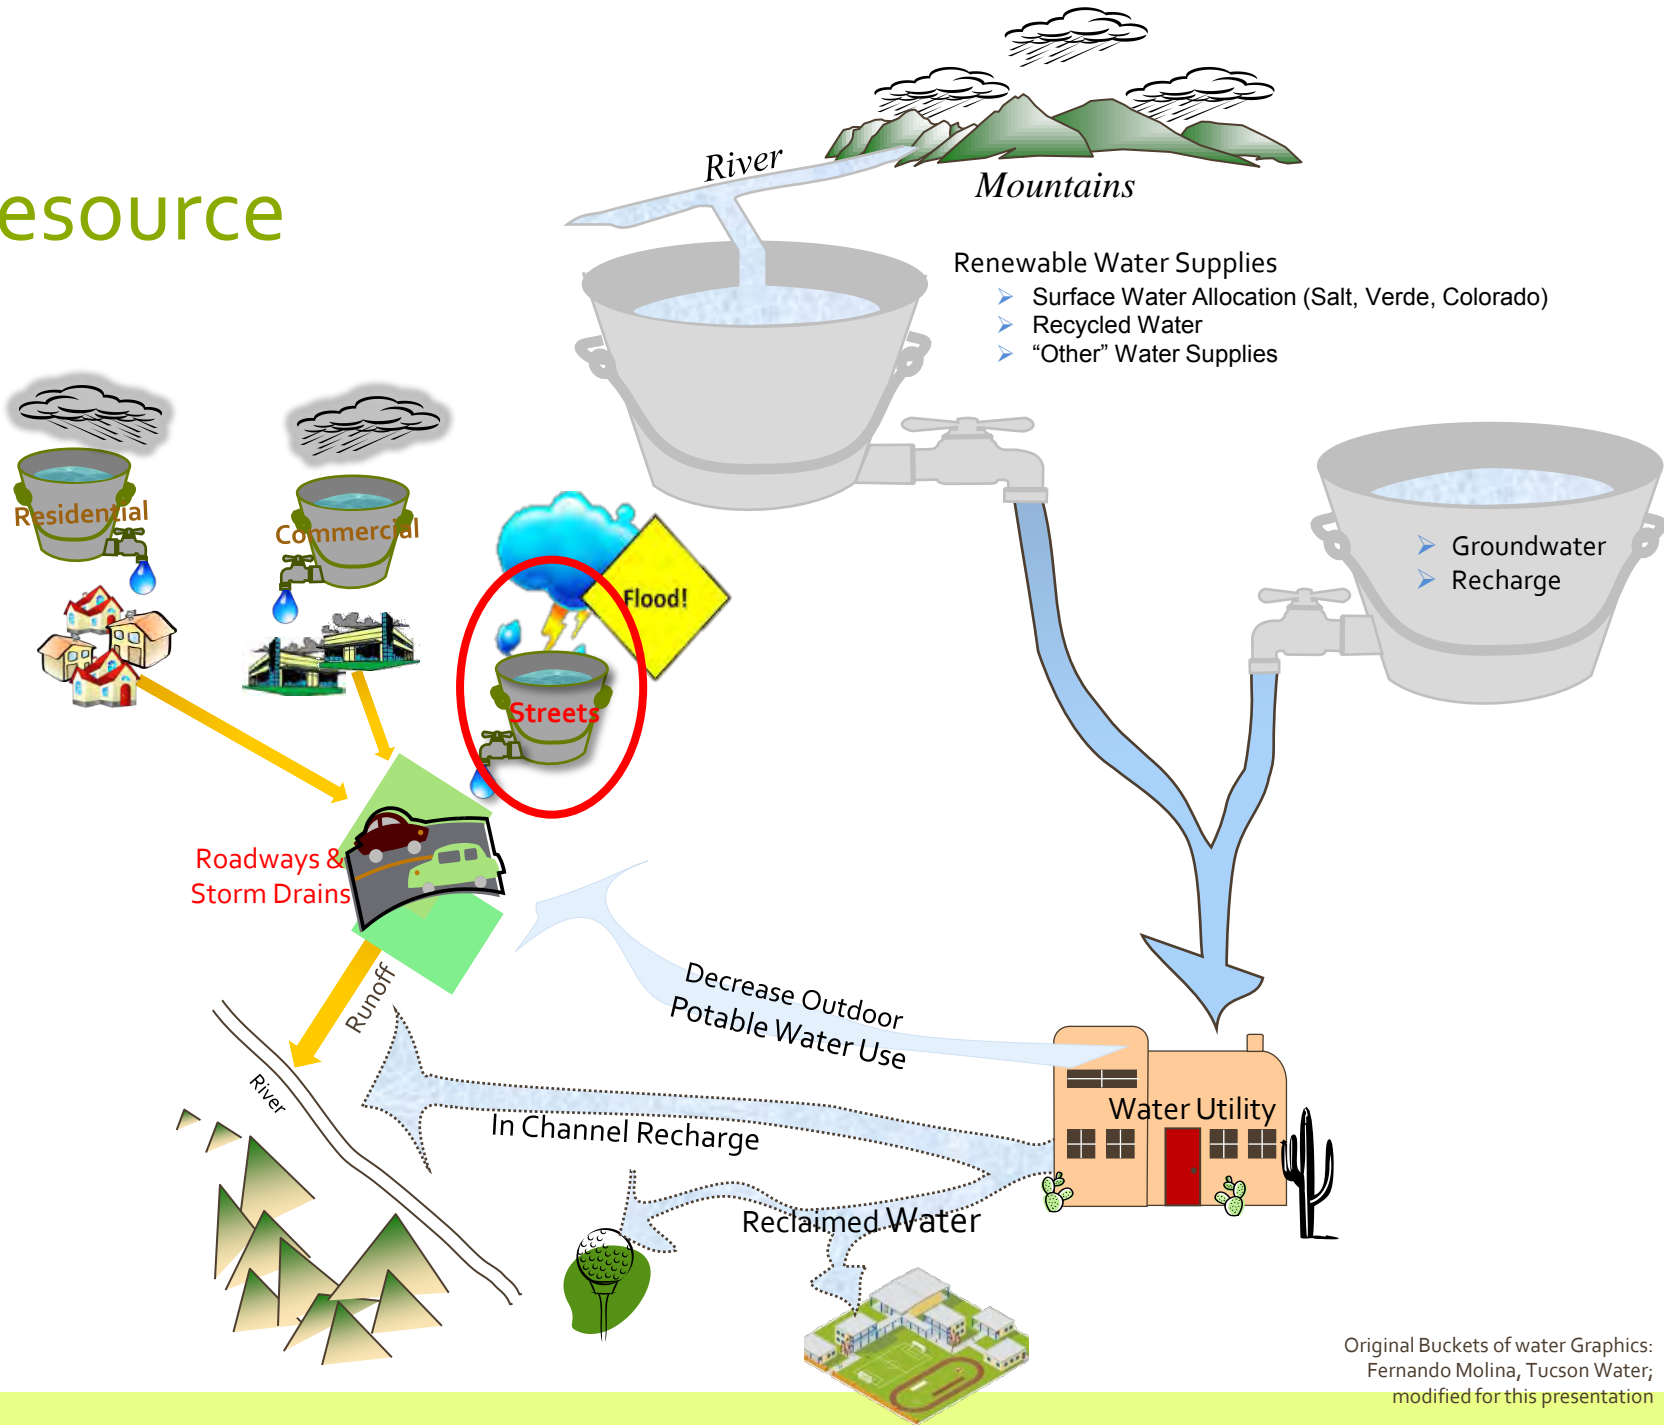 esource
River
Mountains
Renewable Water Supplies
Surface Water Allocation (Salt, Verde, Colorado)
Recycled Water
“Other” Water Supplies
Residential
Commercial
Flood!
Streets
Groundwater
Recharge
Roadways &
Storm Drains
Runoff
River
Decrease Outdoor
Potable Water Use
In Channel Recharge
Water Utility
Reclaimed Water
Original Buckets of water Graphics:
Fernando Molina, Tucson Water;
modified for this presentation